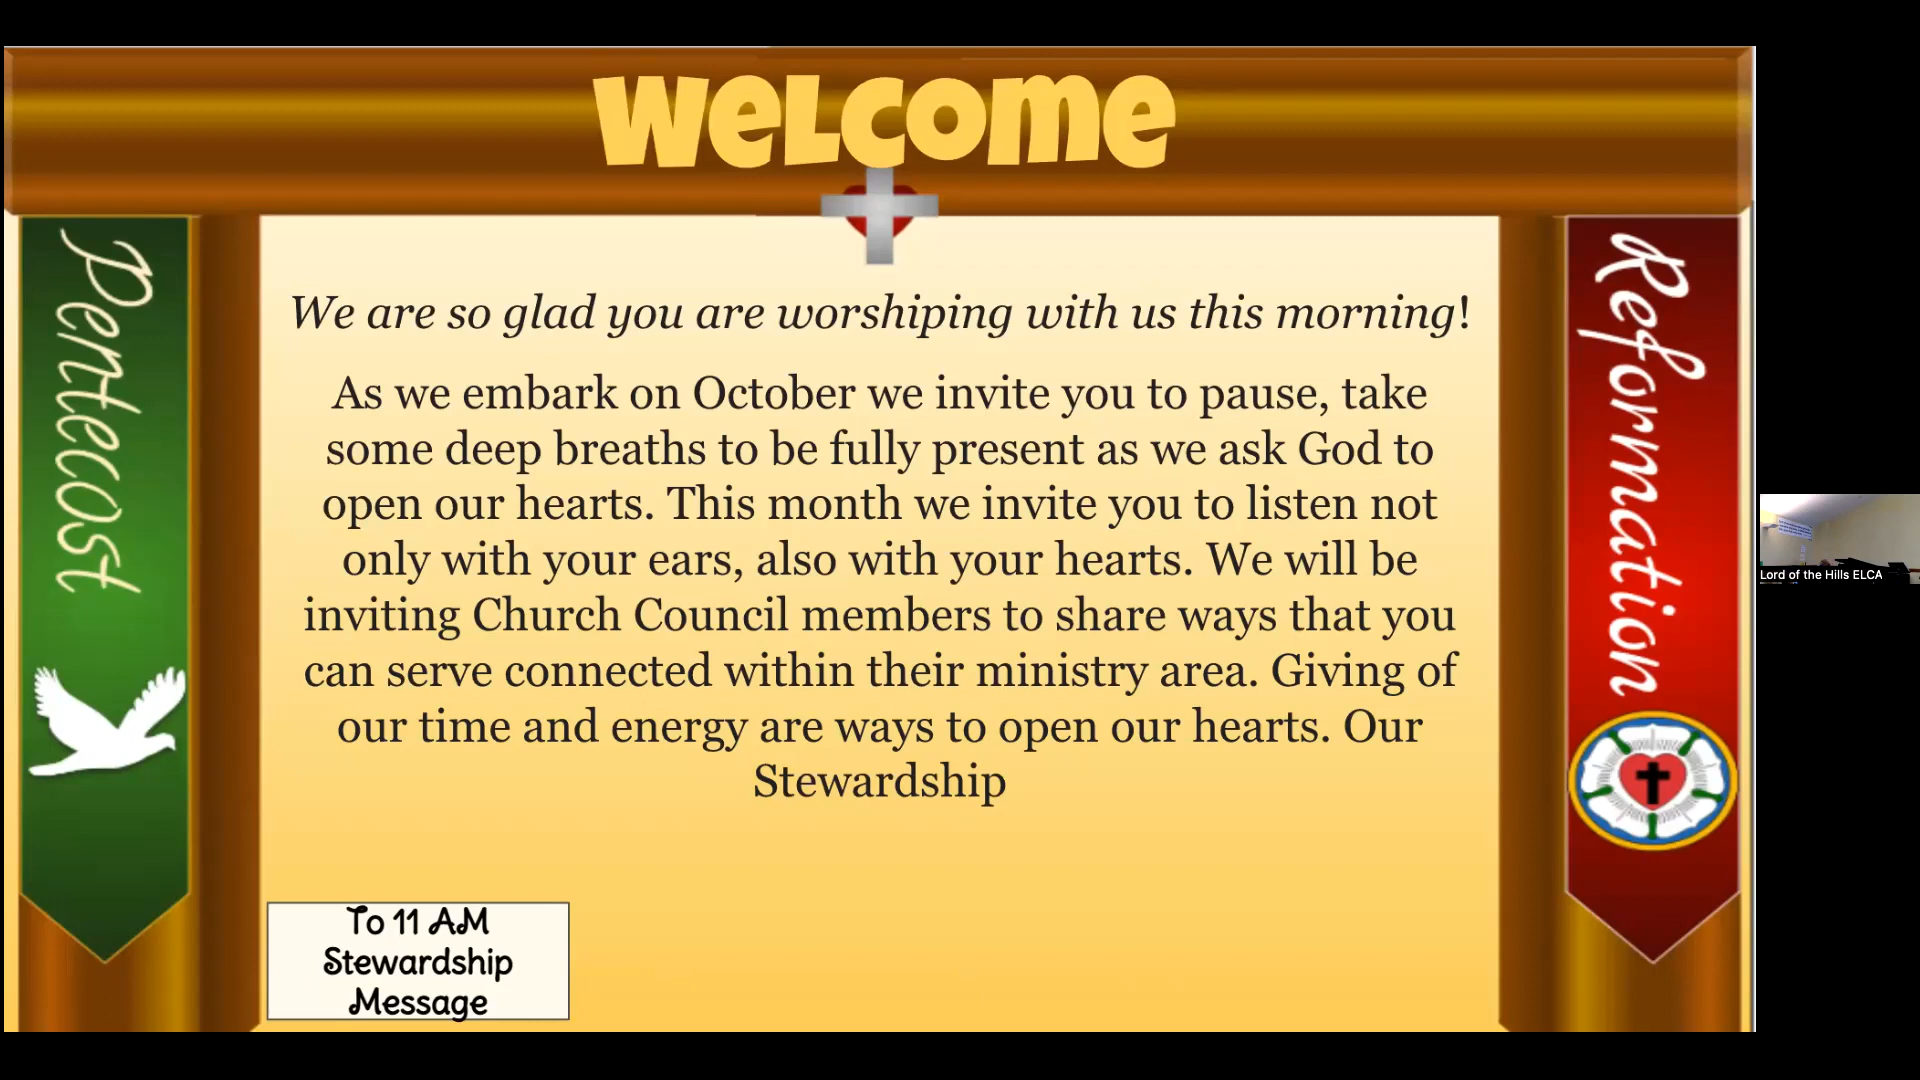 Welcome
Pentecost
Reformation
We are so glad you are worshiping with us this morning!
As we embark on October we invite you to pause, take
some deep breaths to be fully present as we ask God to
open our hearts. This month we invite you to listen not
only with your ears, also with your hearts. We will be
inviting Church Council members to share ways that you
can serve connected within their ministry area. Giving of
our time and energy are ways to open our hearts. Our
Stewardship
To 11 AM
Stewardship
Message
Lord of the Hills ELCA